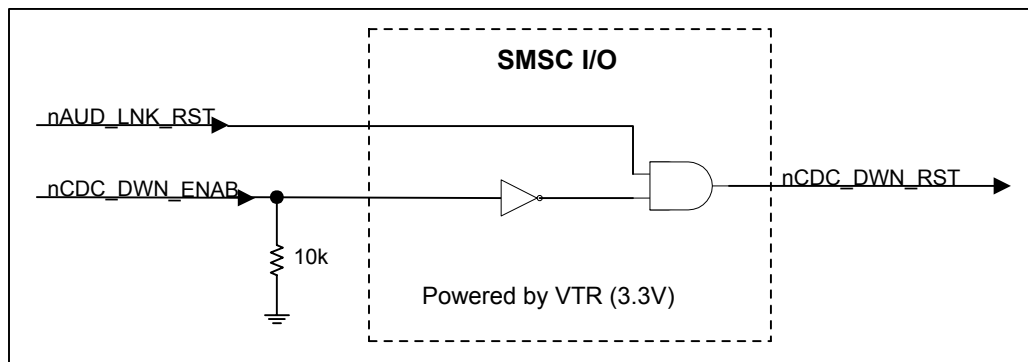 SMSC I/O
nAUD_LNK_RST
nCDC_DWN_ENAB
nCDC_DWN_RST
10k
Powered by VTR (3.3V)